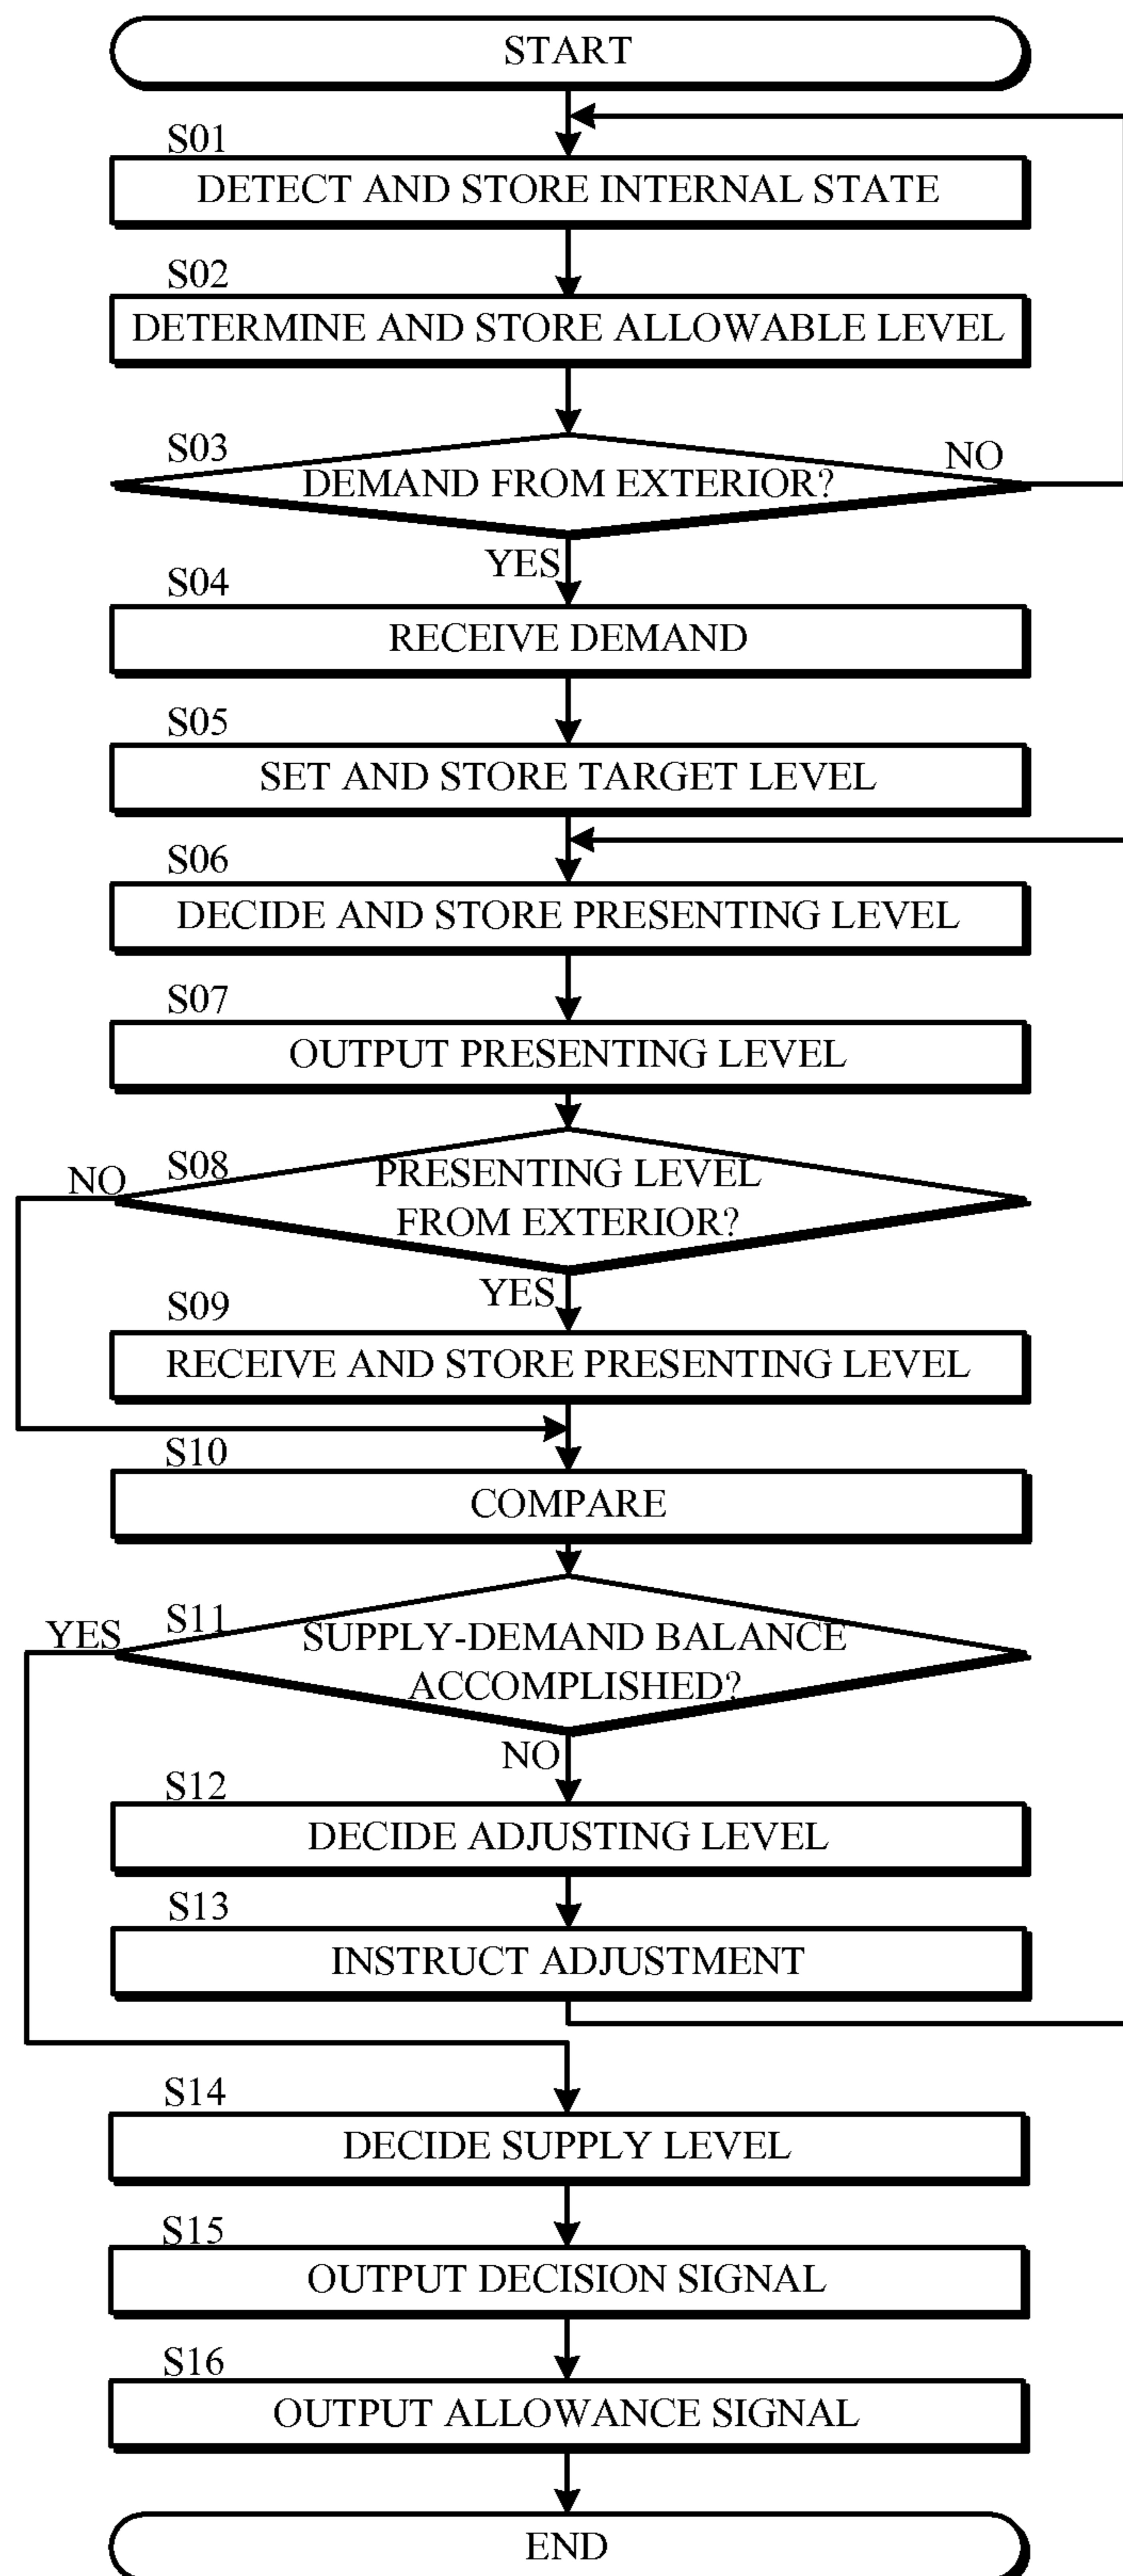 START
S01
DETECT AND STORE INTERNAL STATE
S02
DETERMINE AND STORE ALLOWABLE LEVEL
S03
DEMAND FROM EXTERIOR?
NO
YES
S04
RECEIVE DEMAND
S05
SET AND STORE TARGET LEVEL
S06
DECIDE AND STORE PRESENTING LEVEL
S07
OUTPUT PRESENTING LEVEL
S08
NO
PRESENTING LEVEL
FROM EXTERIOR?
YES
S09
RECEIVE AND STORE PRESENTING LEVEL
S10
COMPARE
S11
YES
SUPPLY-DEMAND BALANCE
ACCOMPLISHED?
NO
S12
DECIDE ADJUSTING LEVEL
S13
INSTRUCT ADJUSTMENT
S14
DECIDE SUPPLY LEVEL
S15
OUTPUT DECISION SIGNAL
S16
OUTPUT ALLOWANCE SIGNAL
END